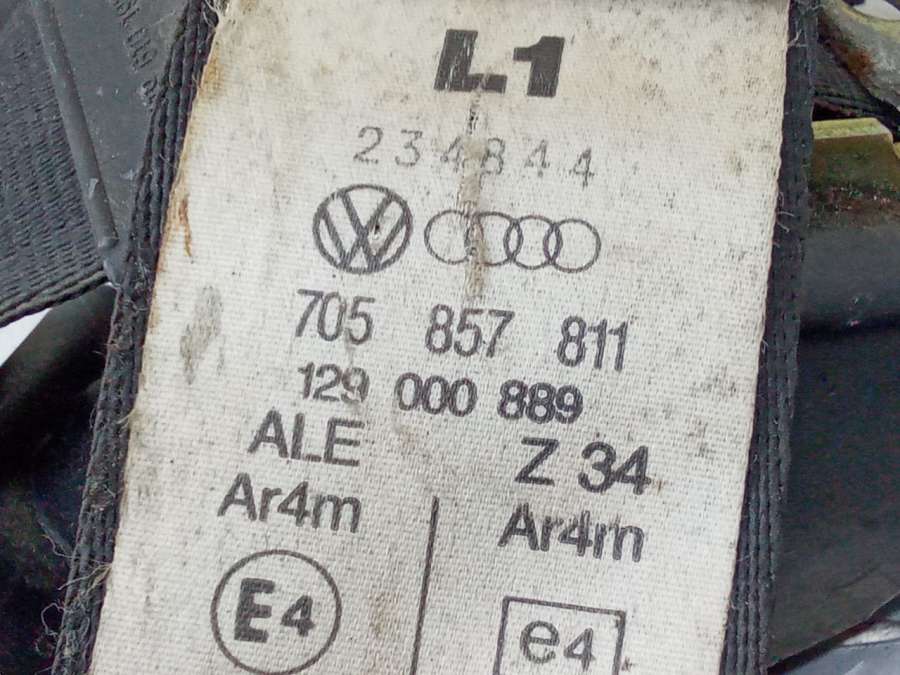 L1
234844
705 857 811
129 000 889
ALE Z 34
Ar4m Ar4m
E4 e4